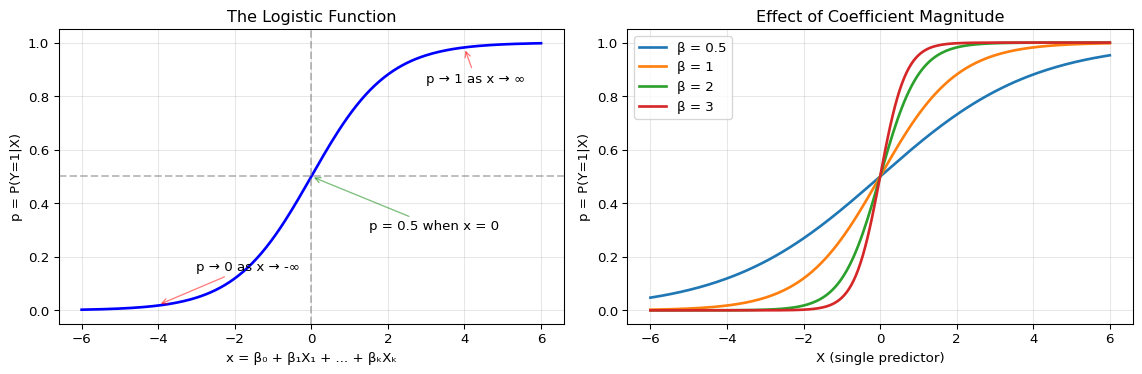 The Logistic Function
p = P(Y=1|X)
1.0
0.8
0.6
0.4
0.2
0.0
p → 1 as x → ∞
p = 0.5 when x = 0
p → 0 as x → -∞
−6 −4 −2 0 2 4 6
x = β₀ + β₁X₁ + ... + βₖXₖ
Effect of Coefficient Magnitude
p = P(Y=1|X)
1.0
0.8
0.6
0.4
0.2
0.0
β = 0.5
β = 1
β = 2
β = 3
−6 −4 −2 0 2 4 6
X (single predictor)